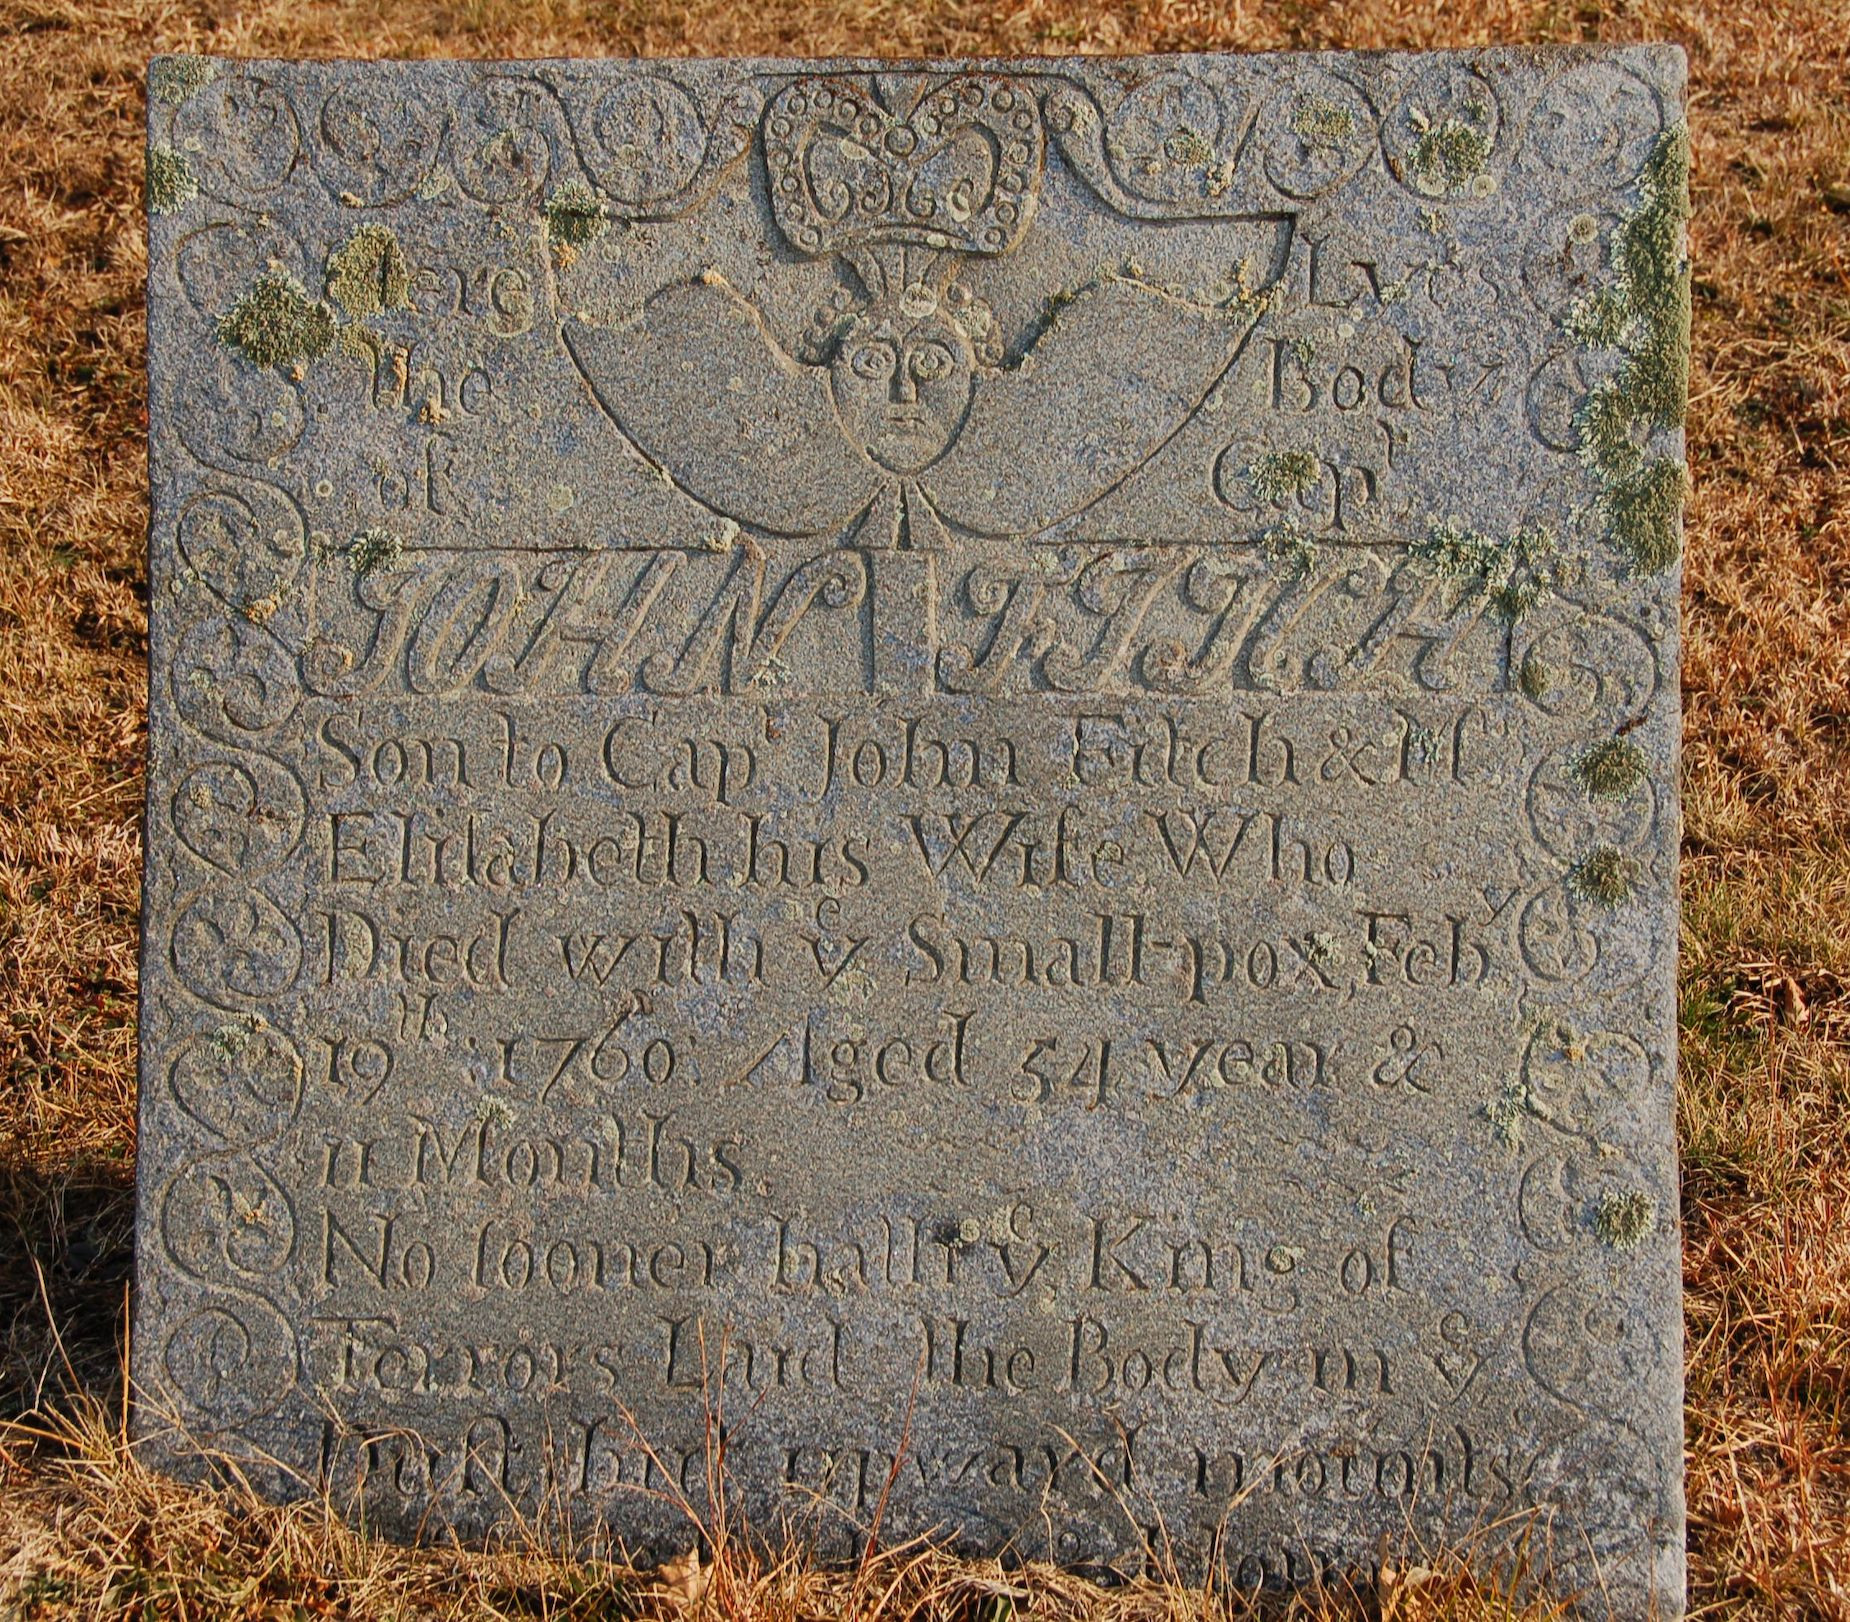 Here Lyes
the Body
of Capᵗ
JOHN FITCH
Son to Capᵗ John Fitch & Mʳˢ
Eliſabeth his Wife Who
Died with yᵉ Small-pox, Febʸ
19ᵗʰ 1760. Aged 54 year &
11 Months
No ſooner hath yᵉ King of
Terrors Laid the Body in yᵉ
Duſt but upward mounts